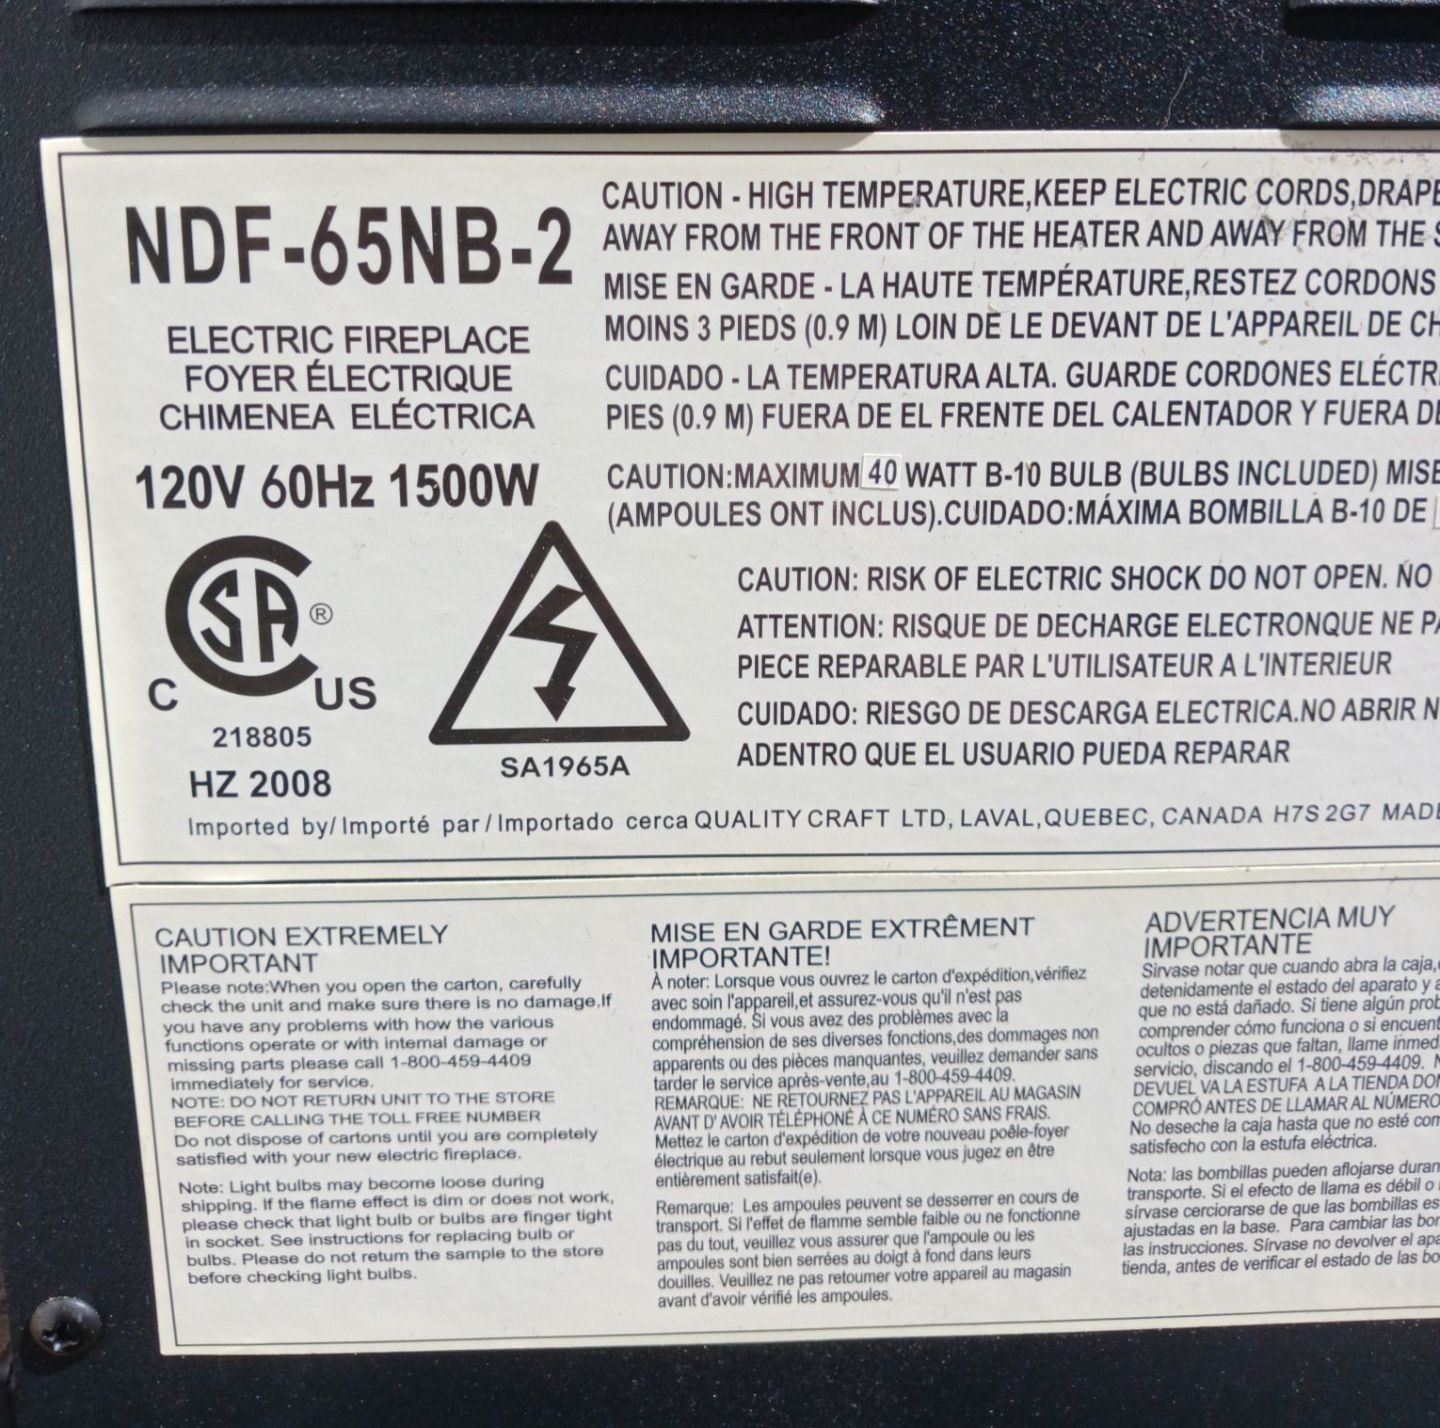 NDF-65NB-2
ELECTRIC FIREPLACE
FOYER ÉLECTRIQUE
CHIMENEA ELÉCTRICA
120V 60Hz 1500W
CSA ®
C US
218805
HZ 2008
SA1965A
CAUTION - HIGH TEMPERATURE,KEEP ELECTRIC CORDS,DRAPE
AWAY FROM THE FRONT OF THE HEATER AND AWAY FROM THE S
MISE EN GARDE - LA HAUTE TEMPÉRATURE,RESTEZ CORDONS
MOINS 3 PIEDS (0.9 M) LOIN DE LE DEVANT DE L'APPAREIL DE CH
CUIDADO - LA TEMPERATURA ALTA. GUARDE CORDONES ELÉCTR
PIES (0.9 M) FUERA DE EL FRENTE DEL CALENTADOR Y FUERA DE
CAUTION:MAXIMUM 40 WATT B-10 BULB (BULBS INCLUDED) MISE
(AMPOULES ONT INCLUS).CUIDADO:MÁXIMA BOMBILLA B-10 DE
CAUTION: RISK OF ELECTRIC SHOCK DO NOT OPEN. NO
ATTENTION: RISQUE DE DECHARGE ELECTRONQUE NE PA
PIECE REPARABLE PAR L'UTILISATEUR A L'INTERIEUR
CUIDADO: RIESGO DE DESCARGA ELECTRICA.NO ABRIR N
ADENTRO QUE EL USUARIO PUEDA REPARAR
Imported by/ Importé par / Importado cerca QUALITY CRAFT LTD, LAVAL,QUEBEC, CANADA H7S 2G7 MADE
CAUTION EXTREMELY
IMPORTANT
Please note:When you open the carton, carefully
check the unit and make sure there is no damage,If
you have any problems with how the various
functions operate or with internal damage or
missing parts please call 1-800-459-4409
immediately for service.
NOTE: DO NOT RETURN UNIT TO THE STORE
BEFORE CALLING THE TOLL FREE NUMBER
Do not dispose of cartons until you are completely
satisfied with your new electric fireplace.
Note: Light bulbs may become loose during
shipping. If the flame effect is dim or does not work,
please check that light bulb or bulbs are finger tight
in socket. See instructions for replacing bulb or
bulbs. Please do not return the sample to the store
before checking light bulbs.
MISE EN GARDE EXTRÊMENT
IMPORTANTE!
À noter: Lorsque vous ouvrez le carton d'expédition,vérifiez
avec soin l'appareil,et assurez-vous qu'il n'est pas
endommagé. Si vous avez des problèmes avec la
compréhension de ses diverses fonctions,des dommages non
apparents ou des pièces manquantes, veuillez demander sans
tarder le service après-vente,au 1-800-459-4409.
REMARQUE: NE RETOURNEZ PAS L'APPAREIL AU MAGASIN
AVANT D' AVOIR TÉLÉPHONÉ À CE NUMÉRO SANS FRAIS.
Mettez le carton d'expédition de votre nouveau poêle-foyer
électrique au rebut seulement lorsque vous jugez en être
entièrement satisfait(e).
Remarque: Les ampoules peuvent se desserrer en cours de
transport. Si l'effet de flamme semble faible ou ne fonctionne
pas du tout, veuillez vous assurer que l'ampoule ou les
ampoules sont bien serrées au doigt à fond dans leurs
douilles. Veuillez ne pas retourner votre appareil au magasin
avant d'avoir vérifié les ampoules.
ADVERTENCIA MUY
IMPORTANTE
Sirvase notar que cuando abra la caja,
detenidamente el estado del aparato y a
que no está dañado. Si tiene algún prob
comprender cómo funciona o si encuent
ocultos o piezas que faltan, llame inmed
servicio, discando el 1-800-459-4409. N
DEVUEL VA LA ESTUFA A LA TIENDA DON
COMPRÓ ANTES DE LLAMAR AL NÚMERO
No deseche la caja hasta que no esté com
satisfecho con la estufa eléctrica.
Nota: las bombillas pueden aflojarse duran
transporte. Si el efecto de llama es débil o
sírvase cerciorarse de que las bombillas es
ajustadas en la base. Para cambiar las bor
las instrucciones. Sírvase no devolver el apa
tienda, antes de verificar el estado de las bo